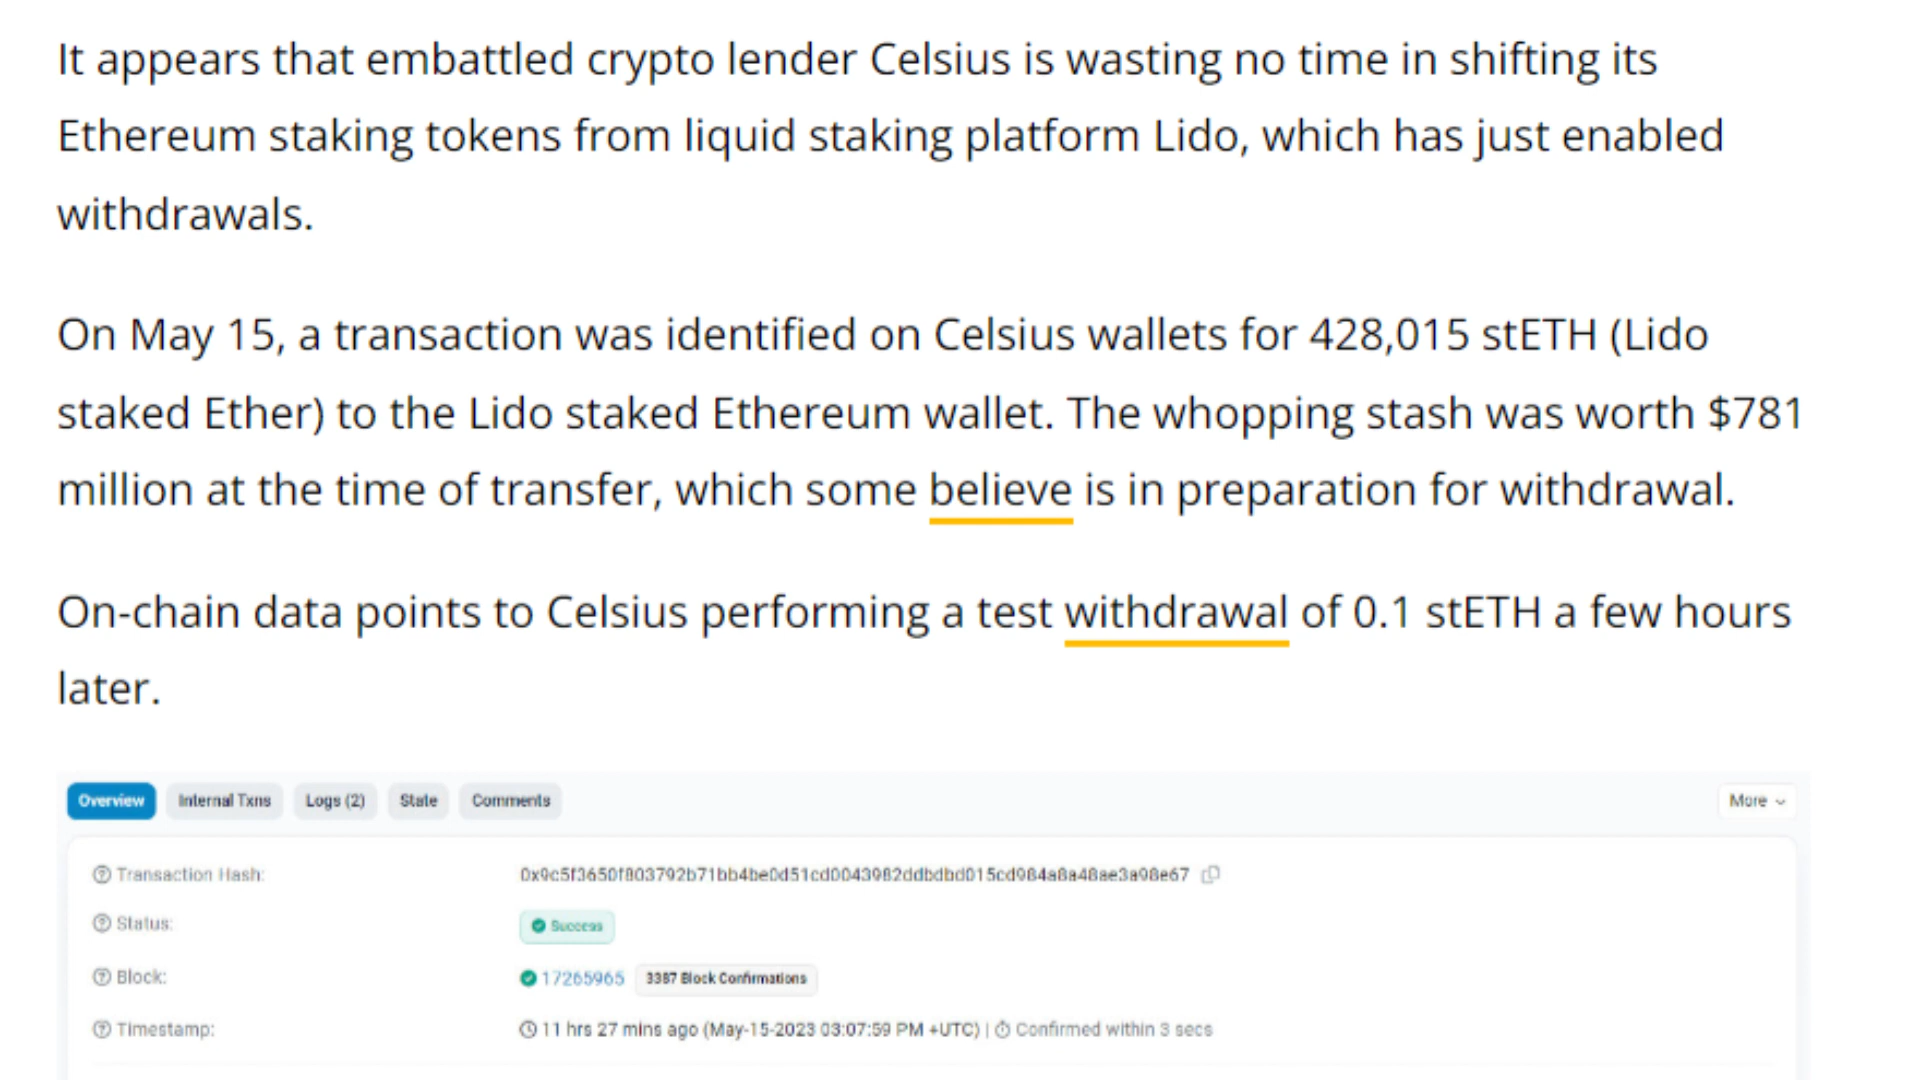 It appears that embattled crypto lender Celsius is wasting no time in shifting its
Ethereum staking tokens from liquid staking platform Lido, which has just enabled
withdrawals.
On May 15, a transaction was identified on Celsius wallets for 428,015 stETH (Lido
staked Ether) to the Lido staked Ethereum wallet. The whopping stash was worth $781
million at the time of transfer, which some believe is in preparation for withdrawal.
On-chain data points to Celsius performing a test withdrawal of 0.1 stETH a few hours
later.
Overview Internal Txns Logs (2) State Comments More
Transaction Hash: 0x9c5f3650f803792b71bb4be0d51cd0043982ddbdbd015cd984a8a48ae3a98e67
Status: Success
Block: 17265965 3387 Block Confirmations
Timestamp: 11 hrs 27 mins ago (May-15-2023 03:07:59 PM +UTC) | Confirmed within 3 secs